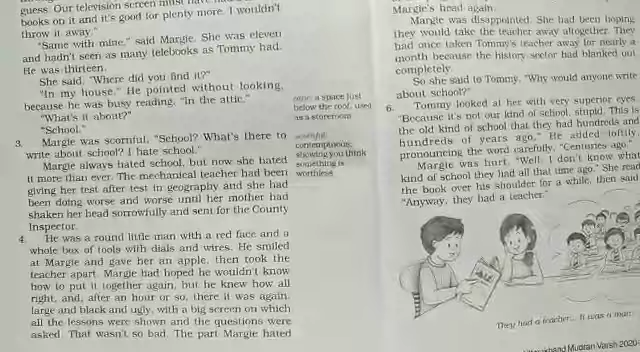 guess. Our television screen must have had
books on it and it's good for plenty more. I wouldn't
throw it away."
"Same with mine," said Margie. She was eleven
and hadn't seen as many telebooks as Tommy had.
He was thirteen.
She said, "Where did you find it?"
"In my house." He pointed without looking,
because he was busy reading. "In the attic."
"What's it about?"
"School."
3. Margie was scornful. "School? What's there to
write about school? I hate school."
Margie always hated school, but now she hated
it more than ever. The mechanical teacher had been
giving her test after test in geography and she had
been doing worse and worse until her mother had
shaken her head sorrowfully and sent for the County
Inspector.
4. He was a round little man with a red face and a
whole box of tools with dials and wires. He smiled
at Margie and gave her an apple, then took the
teacher apart. Margie had hoped he wouldn't know
how to put it together again, but he knew how all
right, and, after an hour or so, there it was again,
large and black and ugly, with a big screen on which
all the lessons were shown and the questions were
asked. That wasn't so bad. The part Margie hated
attic: a space just
below the roof, used
as a storeroom
scornful:
contemptuous;
showing you think
something is
worthless
Margie's head again.
Margie was disappointed. She had been hoping
they would take the teacher away altogether. They
had once taken Tommy's teacher away for nearly a
month because the history sector had blanked out
completely.
So she said to Tommy, "Why would anyone write
about school?"
6. Tommy looked at her with very superior eyes.
"Because it's not our kind of school, stupid. This is
the old kind of school that they had hundreds and
hundreds of years ago." He added loftily,
pronouncing the word carefully, "Centuries ago."
Margie was hurt. "Well, I don't know what
kind of school they had all that time ago." She read
the book over his shoulder for a while, then said,
"Anyway, they had a teacher."
They had a teacher... It was a man.
Mudran Varsh 2020